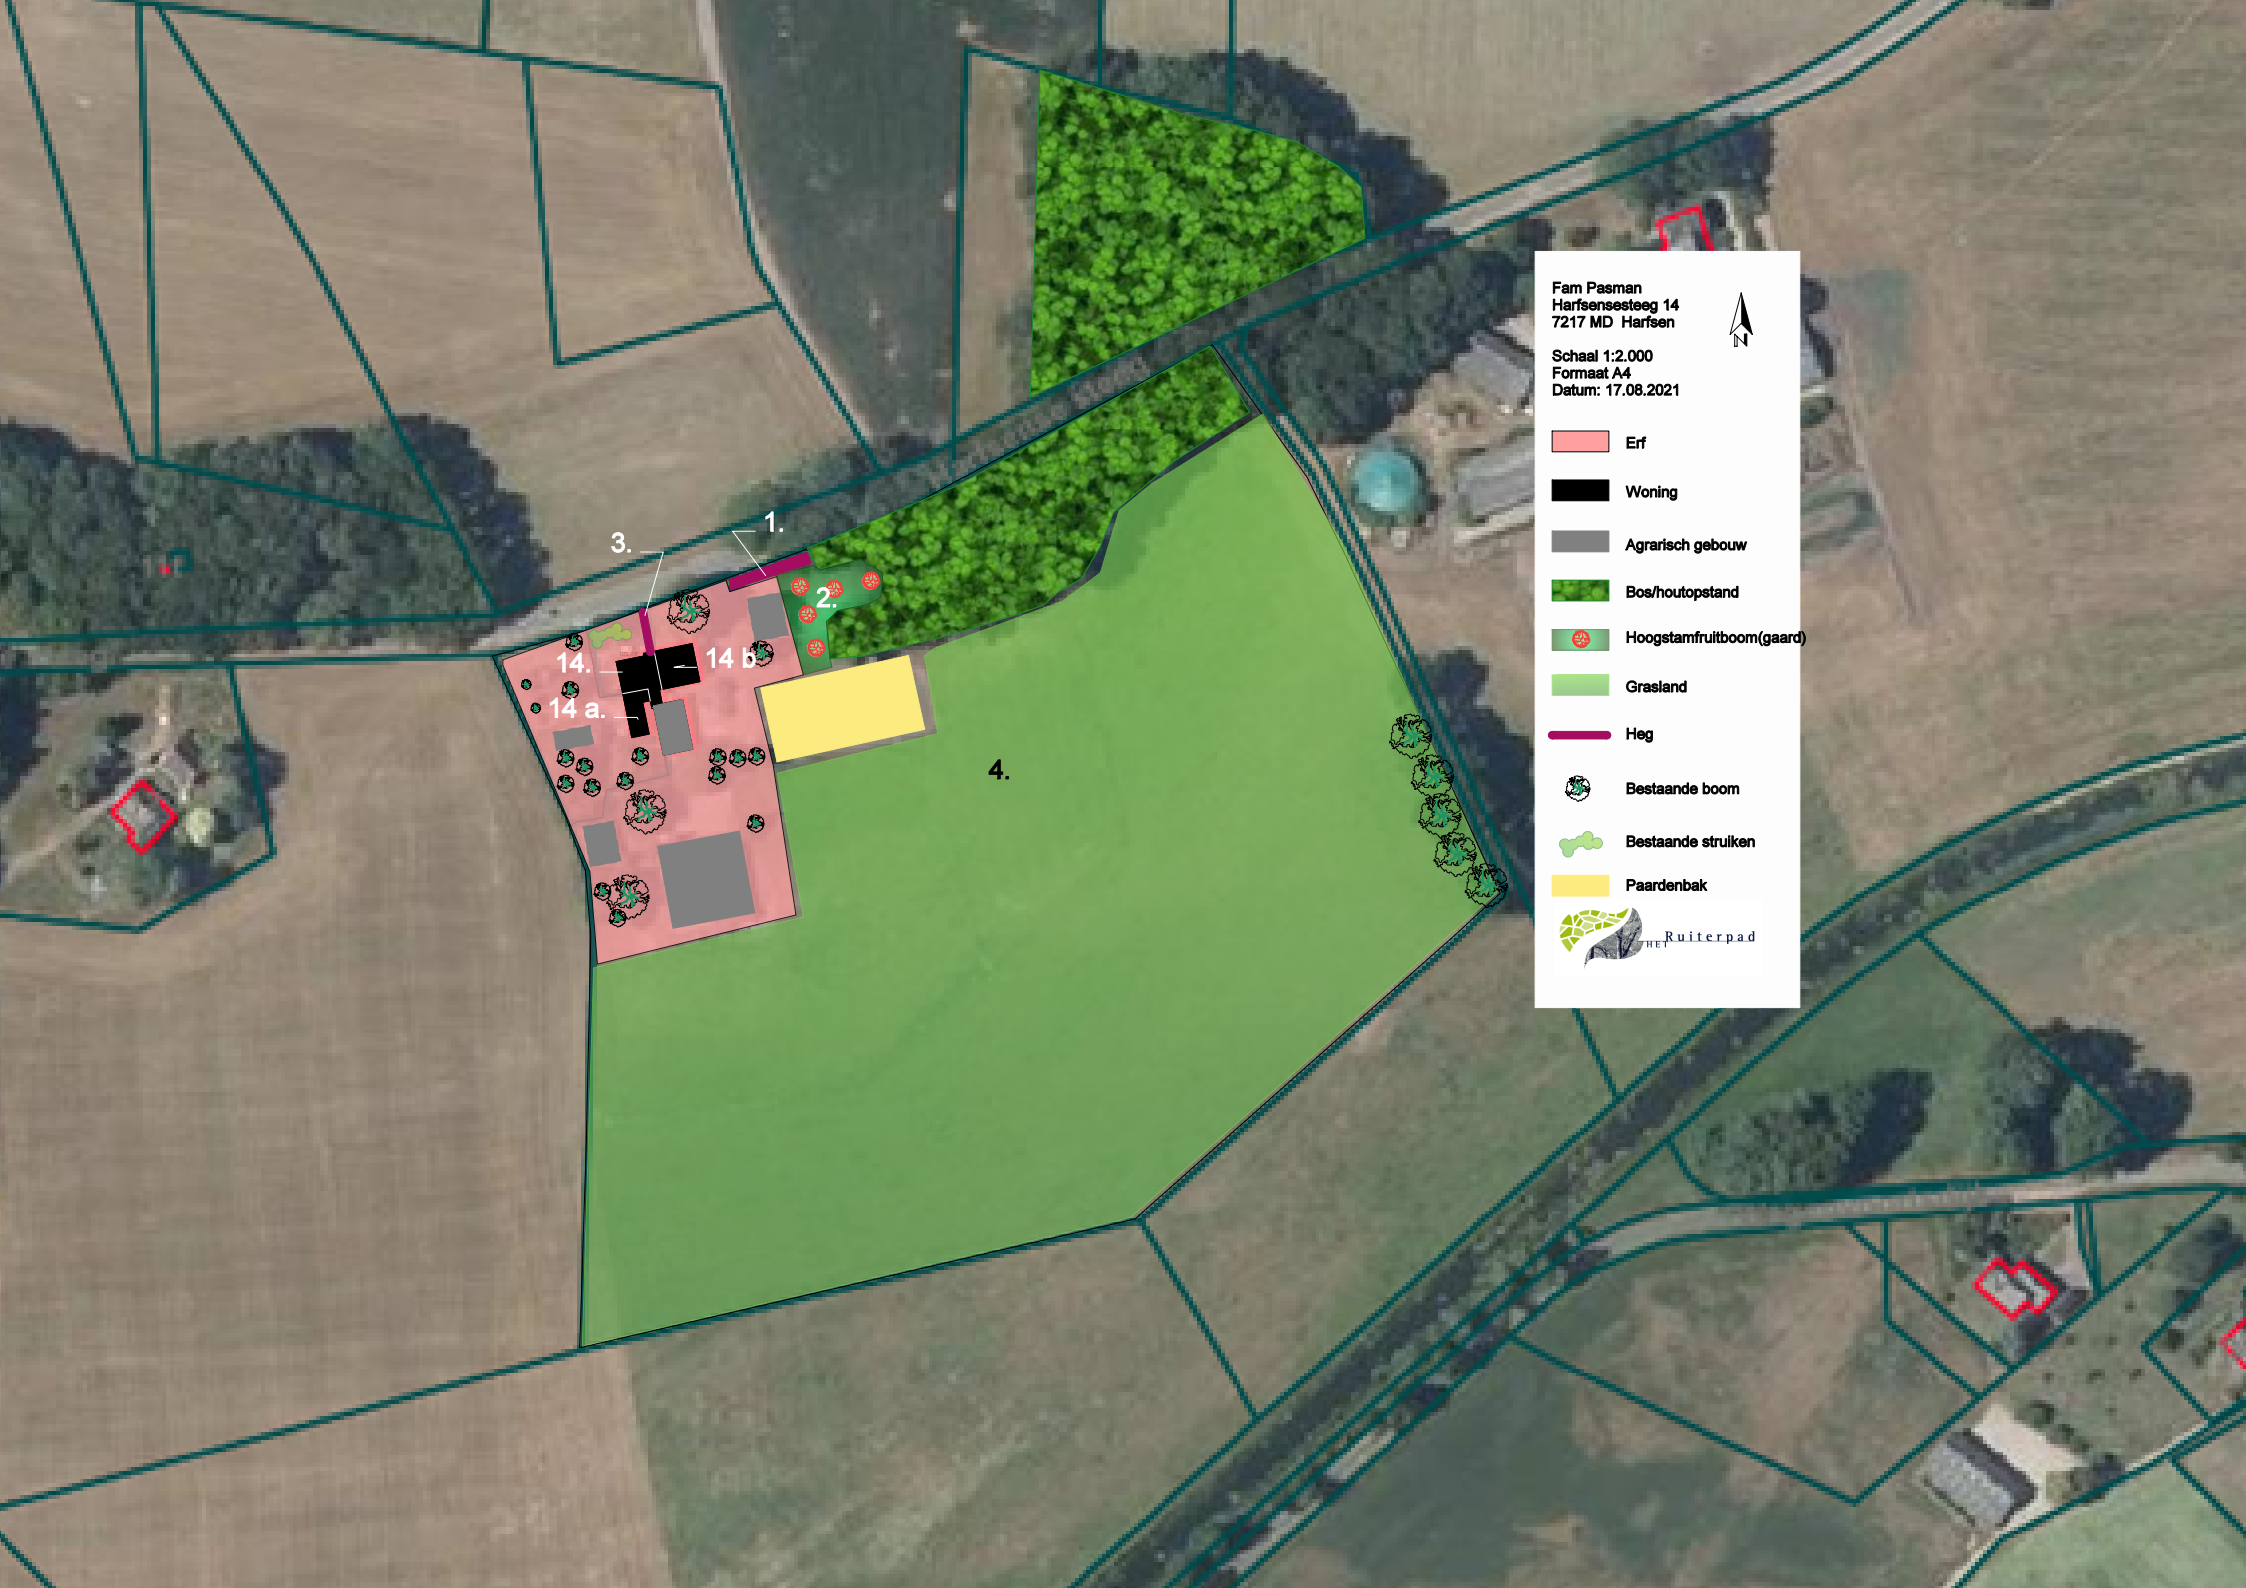 Fam Pasman
Harfsensesteeg 14
7217 MD Harfsen
N
Schaal 1:2.000
Formaat A4
Datum: 17.08.2021
Erf
Woning
Agrarisch gebouw
Bos/houtopstand
Hoogstamfruitboom(gaard)
Grasland
Heg
Bestaande boom
Bestaande struiken
Paardenbak
HET Ruiterpad
1.
3.
2.
14.
14 b
14 a.
4.